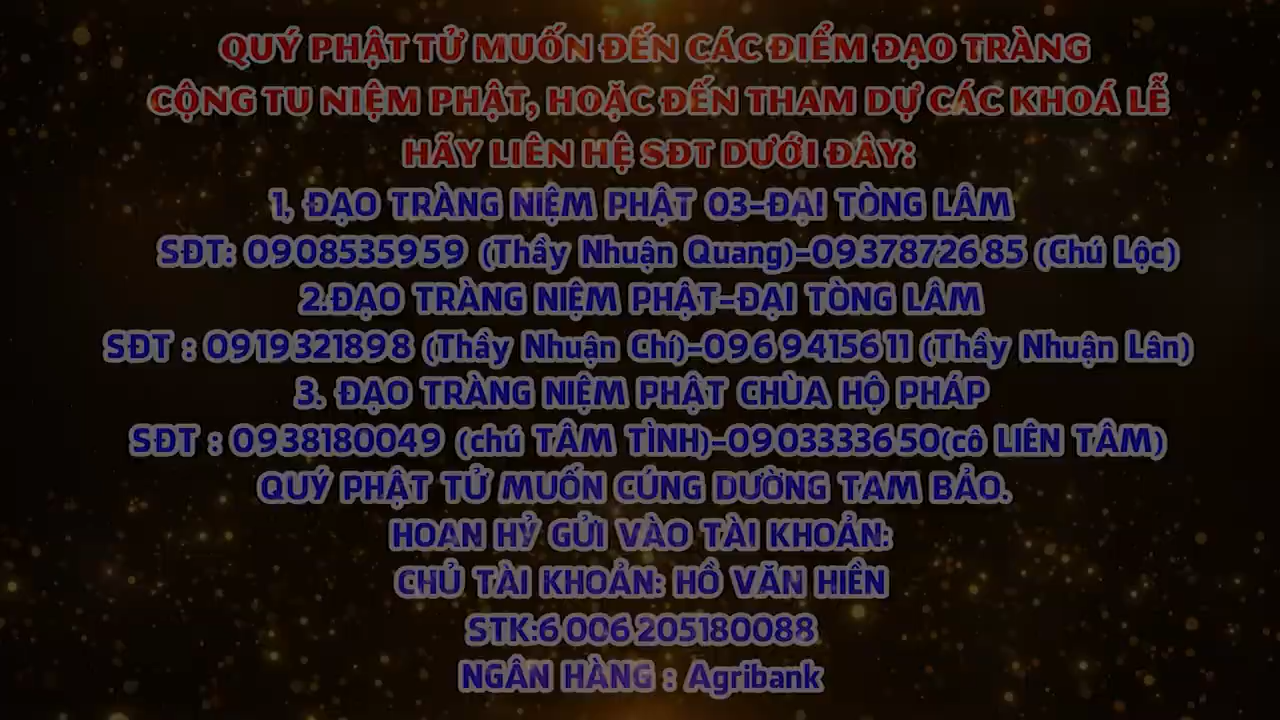 QUÝ PHẬT TỬ MUỐN ĐẾN CÁC ĐIỂM ĐẠO TRÀNG
CỘNG TU NIỆM PHẬT, HOẶC ĐẾN THAM DỰ CÁC KHOÁ LỄ
HÃY LIÊN HỆ SĐT DƯỚI ĐÂY:
1, ĐẠO TRÀNG NIỆM PHẬT 03-ĐẠI TÒNG LÂM
SĐT: 0908535959 (Thầy Nhuận Quang)-0937872685 (Chú Lộc)
2.ĐẠO TRÀNG NIỆM PHẬT-ĐẠI TÒNG LÂM
SĐT : 0919321898 (Thầy Nhuận Chí)-0969415611 (Thầy Nhuận Lân)
3. ĐẠO TRÀNG NIỆM PHẬT CHÙA HỘ PHÁP
SĐT : 0938180049 (chú TÂM TÌNH)-0903333650(cô LIÊN TÂM)
QUÝ PHẬT TỬ MUỐN CÚNG DƯỜNG TAM BẢO.
HOAN HỶ GỬI VÀO TÀI KHOẢN:
CHỦ TÀI KHOẢN: HỒ VĂN HIỀN
STK:6006205180088
NGÂN HÀNG : Agribank